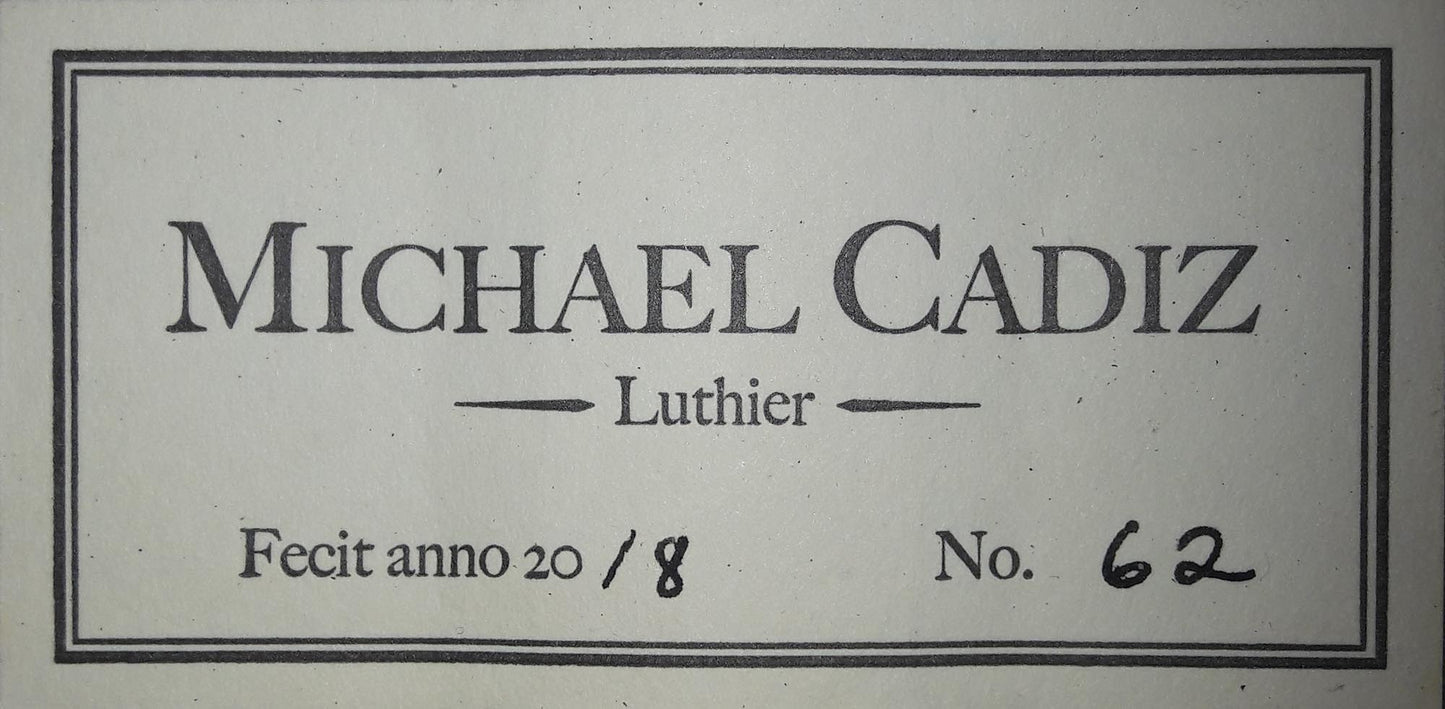 MICHAEL CADIZ
Luthier
Fecit anno 2018 No. 62